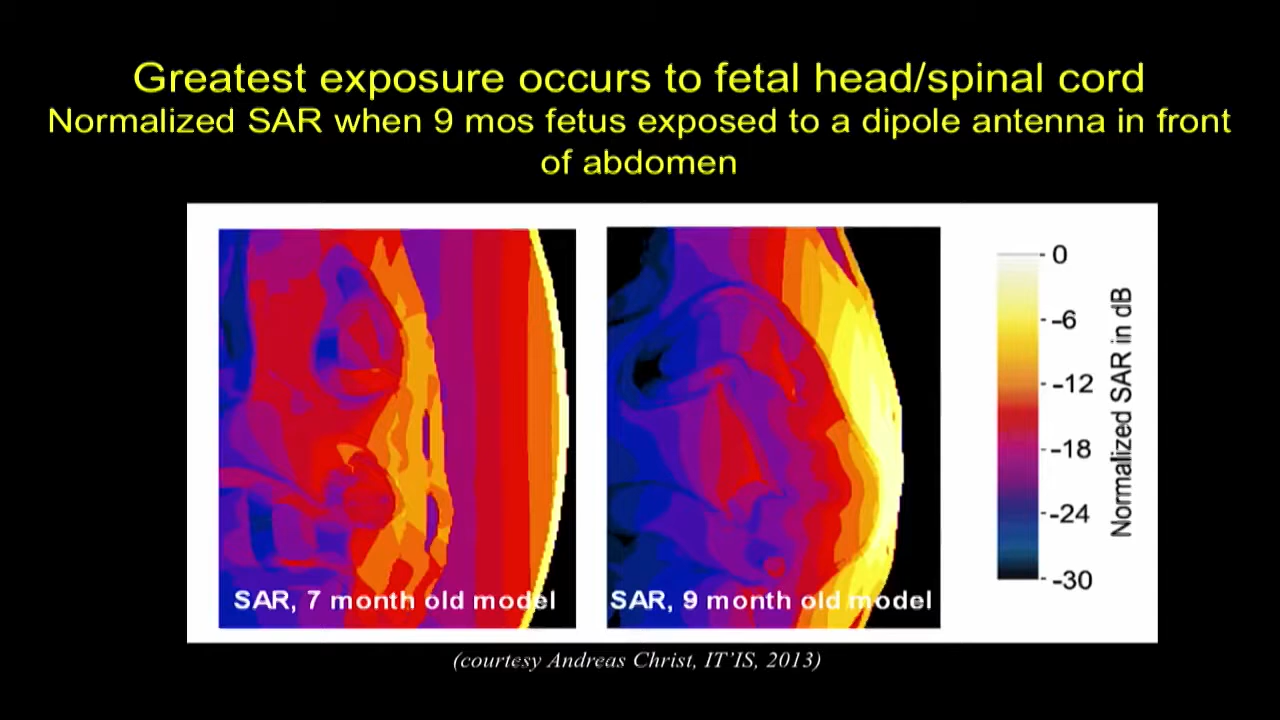 Greatest exposure occurs to fetal head/spinal cord
Normalized SAR when 9 mos fetus exposed to a dipole antenna in front
of abdomen
SAR, 7 month old model
SAR, 9 month old model
0
-6
-12
-18
-24
-30
Normalized SAR in dB
(courtesy Andreas Christ, IT'IS, 2013)